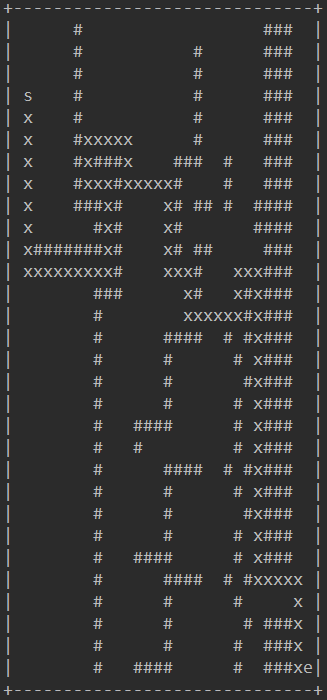 +------------------------------+
|      #                  ###  |
|      #           #      ###  |
|      #           #      ###  |
| s    #           #      ###  |
| x    #           #      ###  |
| x    #xxxxx      #      ###  |
| x    #x###x    ###  #   ###  |
| x    #xxx#xxxxx#    #   ###  |
| x    ###x#    x# ## #  ####  |
| x      #x#    x#       ####  |
| x#######x#    x# ##     ###  |
| xxxxxxxxx#    xxx#   xxx###  |
|        ###      x#   x#x###  |
|        #        xxxxxx#x###  |
|        #      ####  # #x###  |
|        #      #      # x###  |
|        #      #       #x###  |
|        #      #      # x###  |
|        #   ####      # x###  |
|        #   #         # x###  |
|        #      ####  # #x###  |
|        #      #      # x###  |
|        #      #       #x###  |
|        #      #      # x###  |
|        #   ####      # x###  |
|        #      ####  # #xxxxx |
|        #      #      #     x |
|        #      #       # ###x |
|        #      #      #  ###x |
|        #   ####      #  ###xe|
+------------------------------+